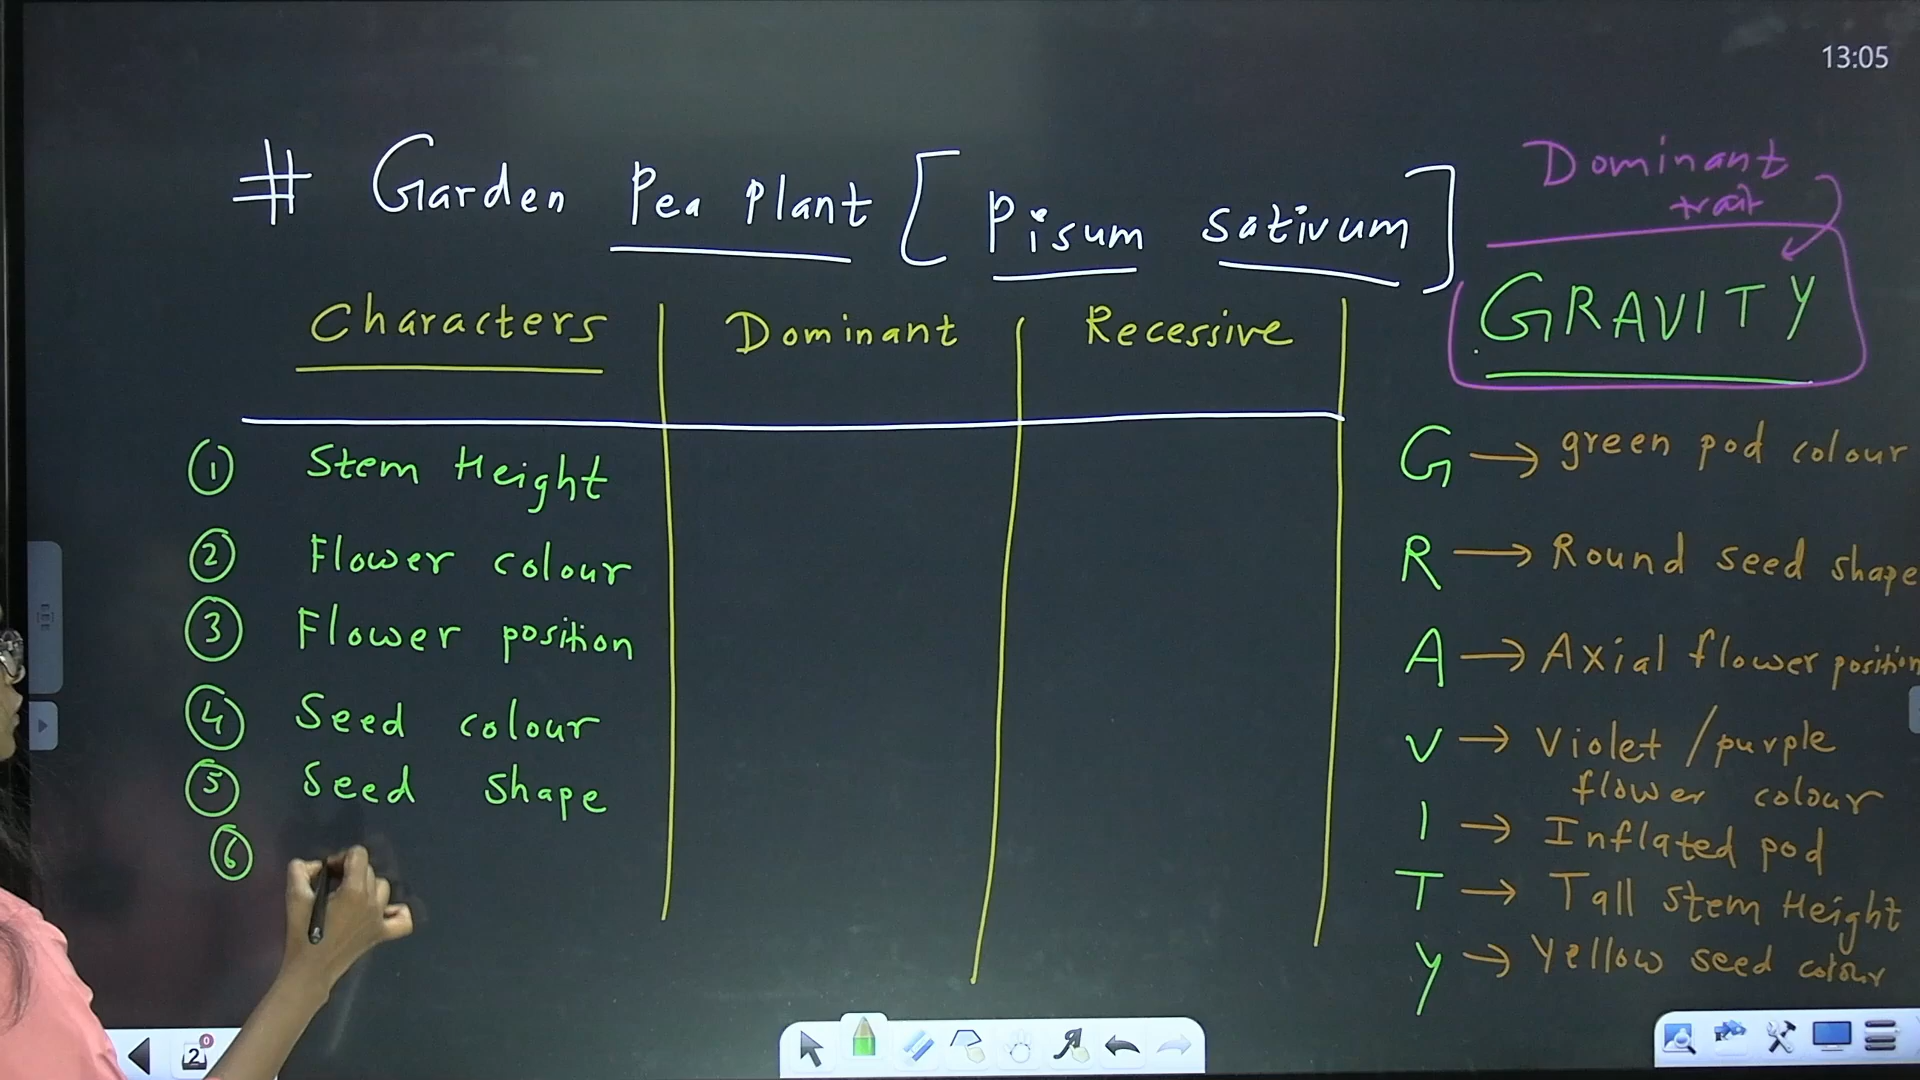 13:05
# Garden Pea Plant [Pisum sativum]
Dominant
trait
GRAVITY
Characters Dominant Recessive
① Stem Height
② Flower colour
③ Flower position
④ Seed colour
⑤ Seed shape
⑥
G → green pod colour
R → Round seed shape
A → Axial flower position
V → Violet / purple
flower colour
I → Inflated pod
T → Tall stem Height
Y → Yellow seed colour
2 0